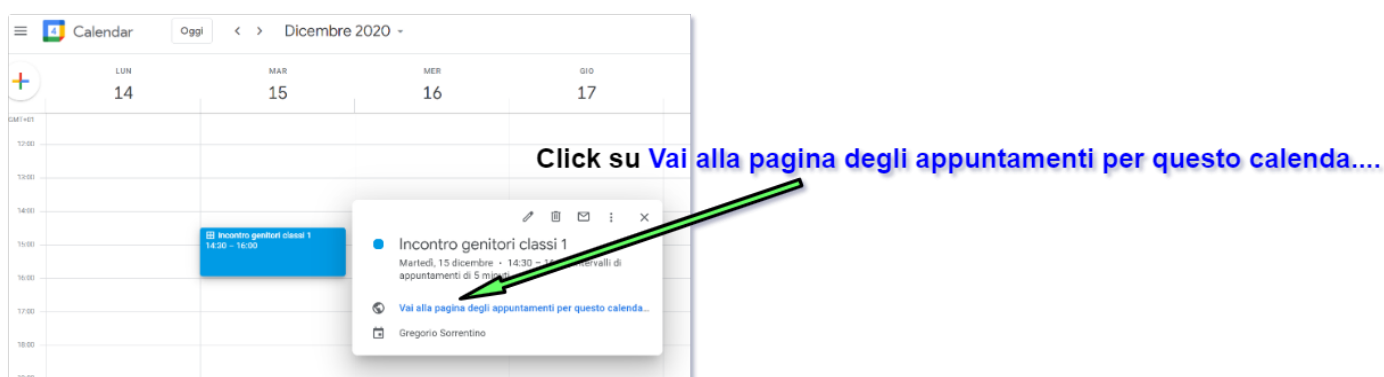 4 Calendar Oggi < > Dicembre 2020
LUN MAR MER GIO
14 15 16 17
GMT+01
12:00
13:00
Click su Vai alla pagina degli appuntamenti per questo calenda....
14:00
Incontro genitori classi 1
14:30 – 16:00
15:00
Incontro genitori classi 1
Martedì, 15 dicembre • 14:30 – intervalli di
appuntamenti di 5 minuti
16:00
17:00
Vai alla pagina degli appuntamenti per questo calenda...
Gregorio Sorrentino
18:00